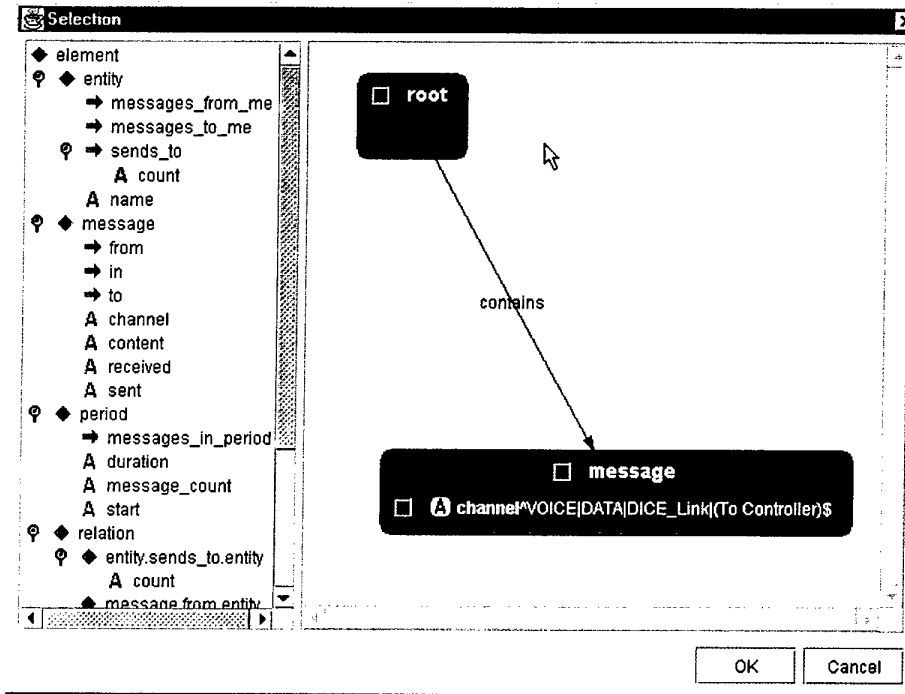 Selection
element
entity
messages_from_me
messages_to_me
sends_to
A count
A name
message
from
in
to
A channel
A content
A received
A sent
period
messages_in_period
A duration
A message_count
A start
relation
entity.sends_to.entity
A count
message.from.entity
root
contains
message
A channel^VOICE|DATA|DICE_Link|(To Controller)$
OK
Cancel